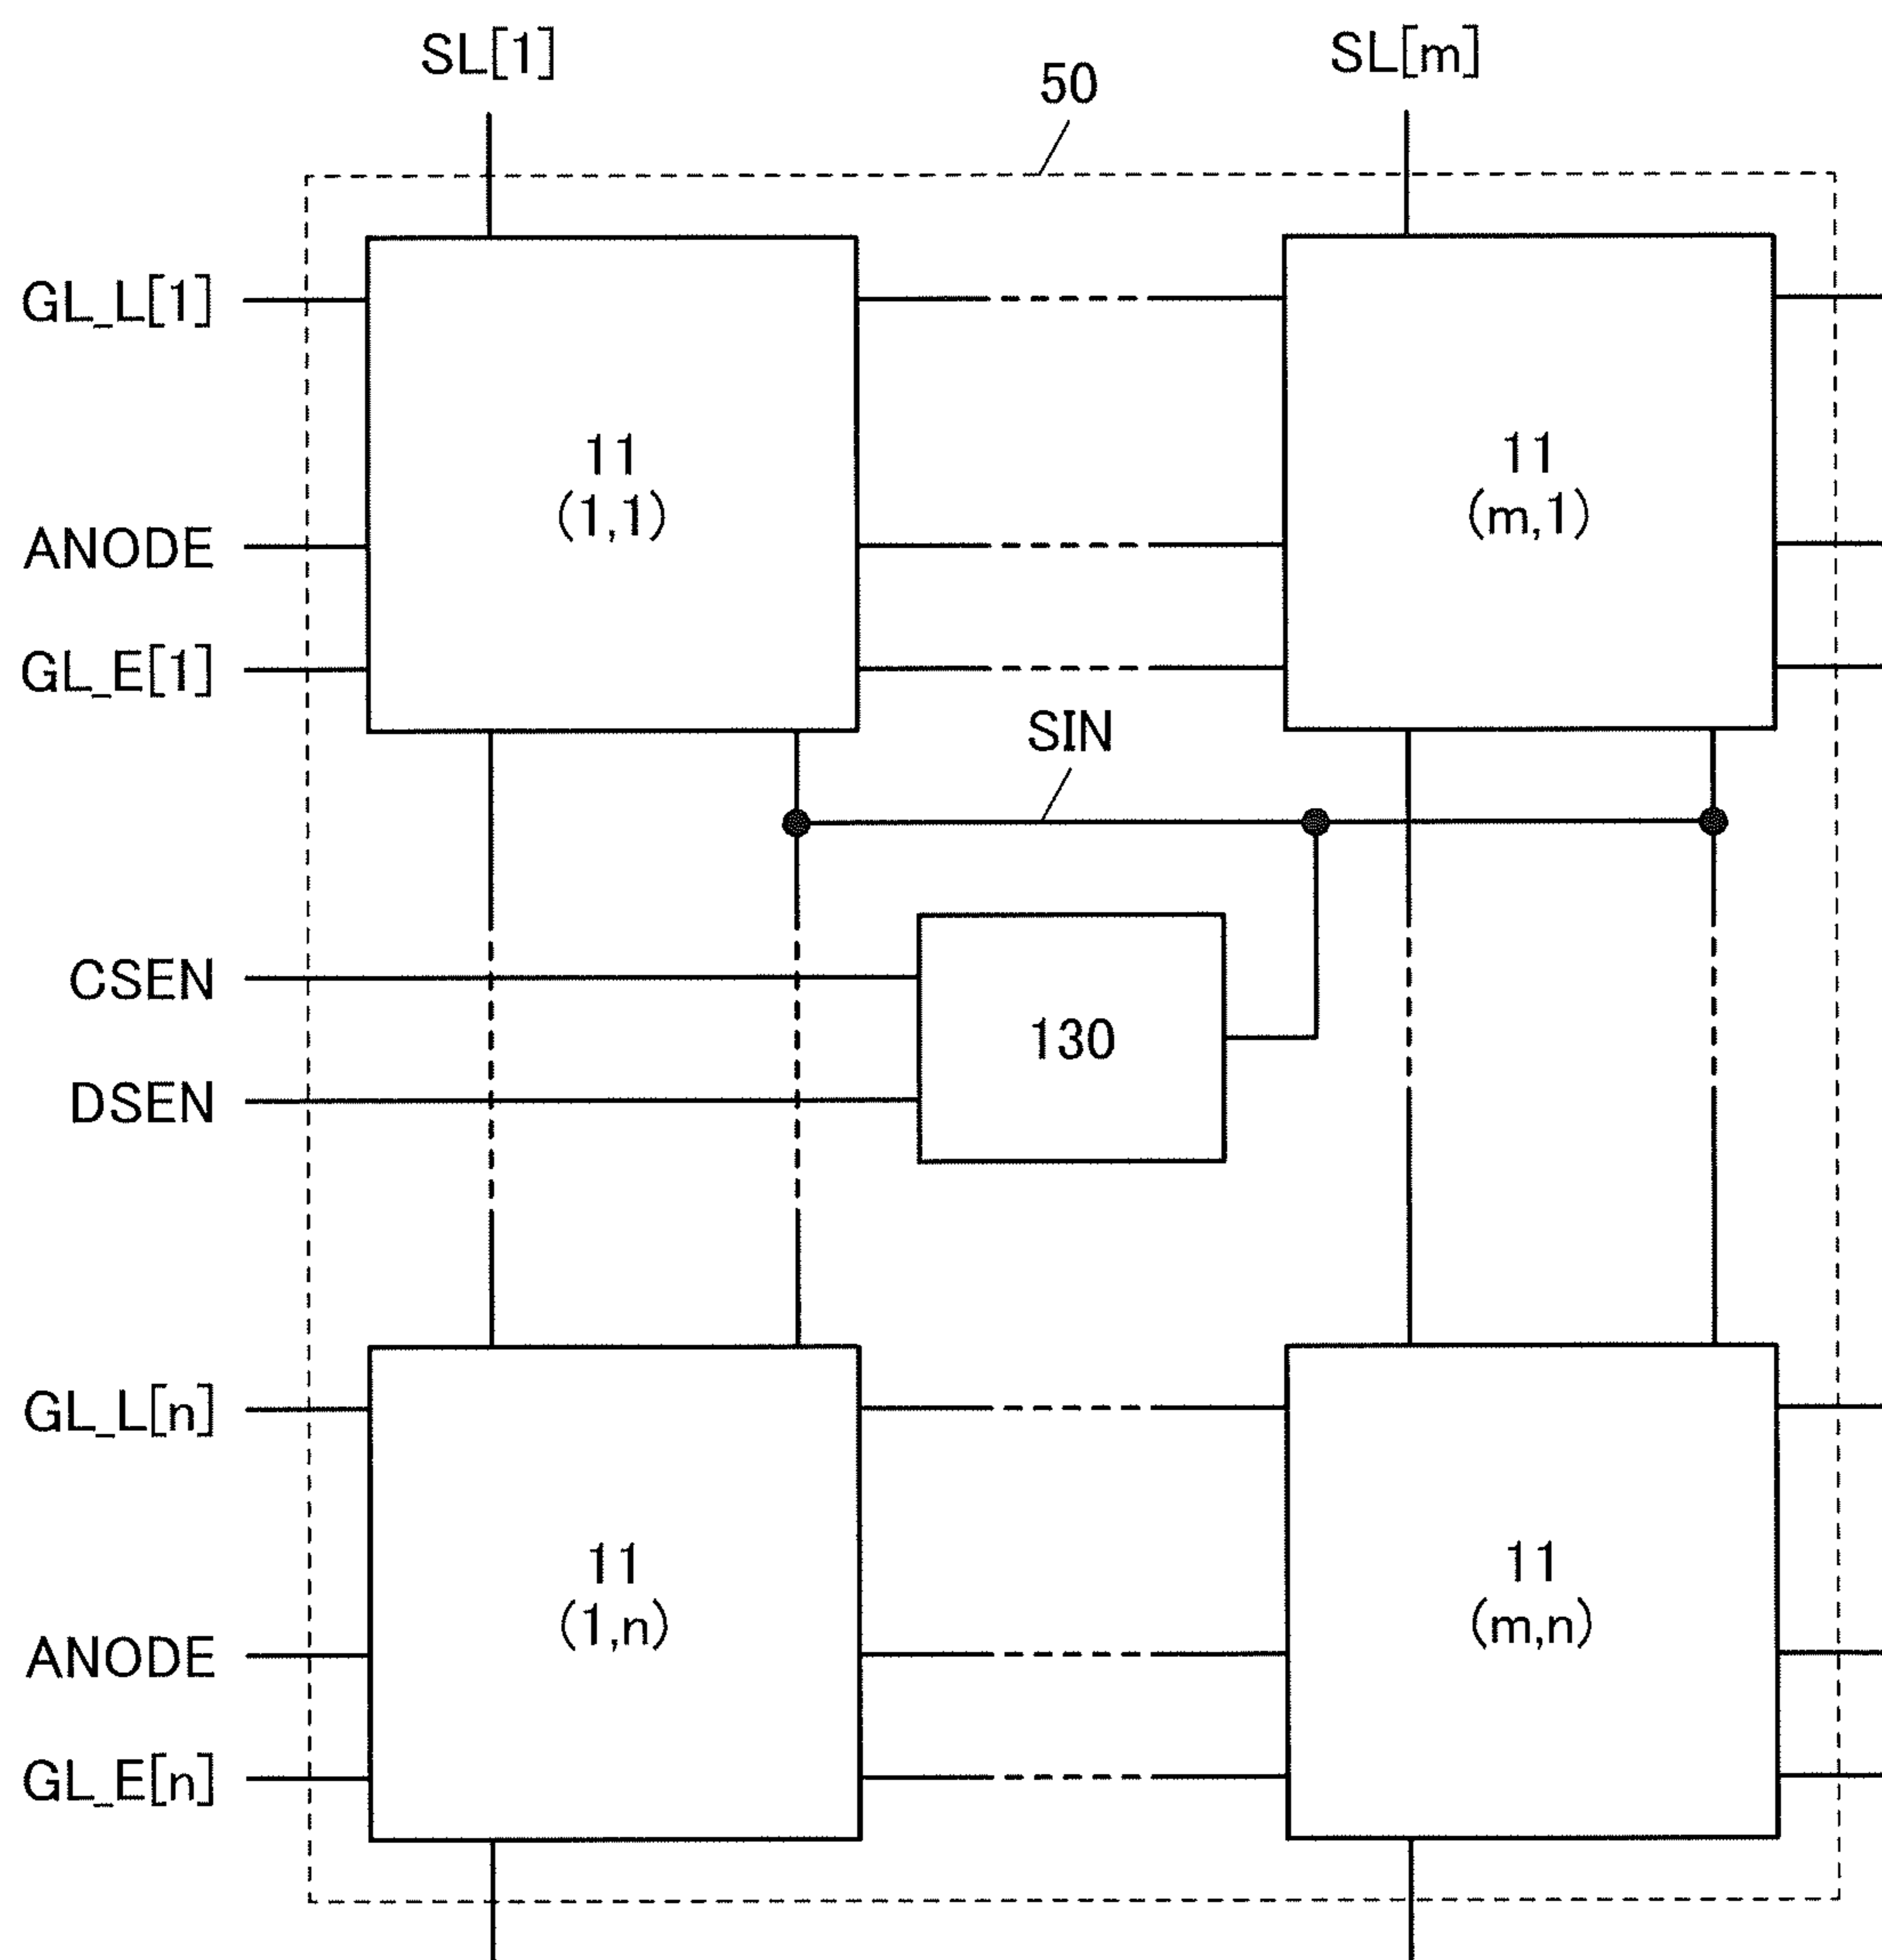 SL[1]
SL[m]
50
GL_L[1]
11
(1,1)
11
(m,1)
ANODE
GL_E[1]
SIN
CSEN
130
DSEN
GL_L[n]
11
(1,n)
11
(m,n)
ANODE
GL_E[n]